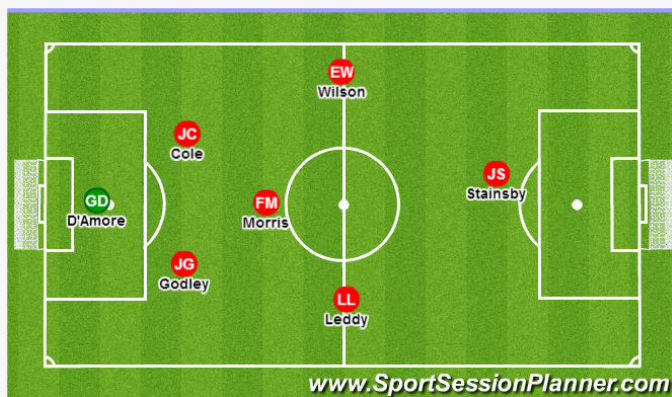 EW
Wilson
JC
Cole
JS
Stainsby
GD
D'Amore
FM
Morris
JG
Godley
LL
Leddy
www.SportSessionPlanner.com